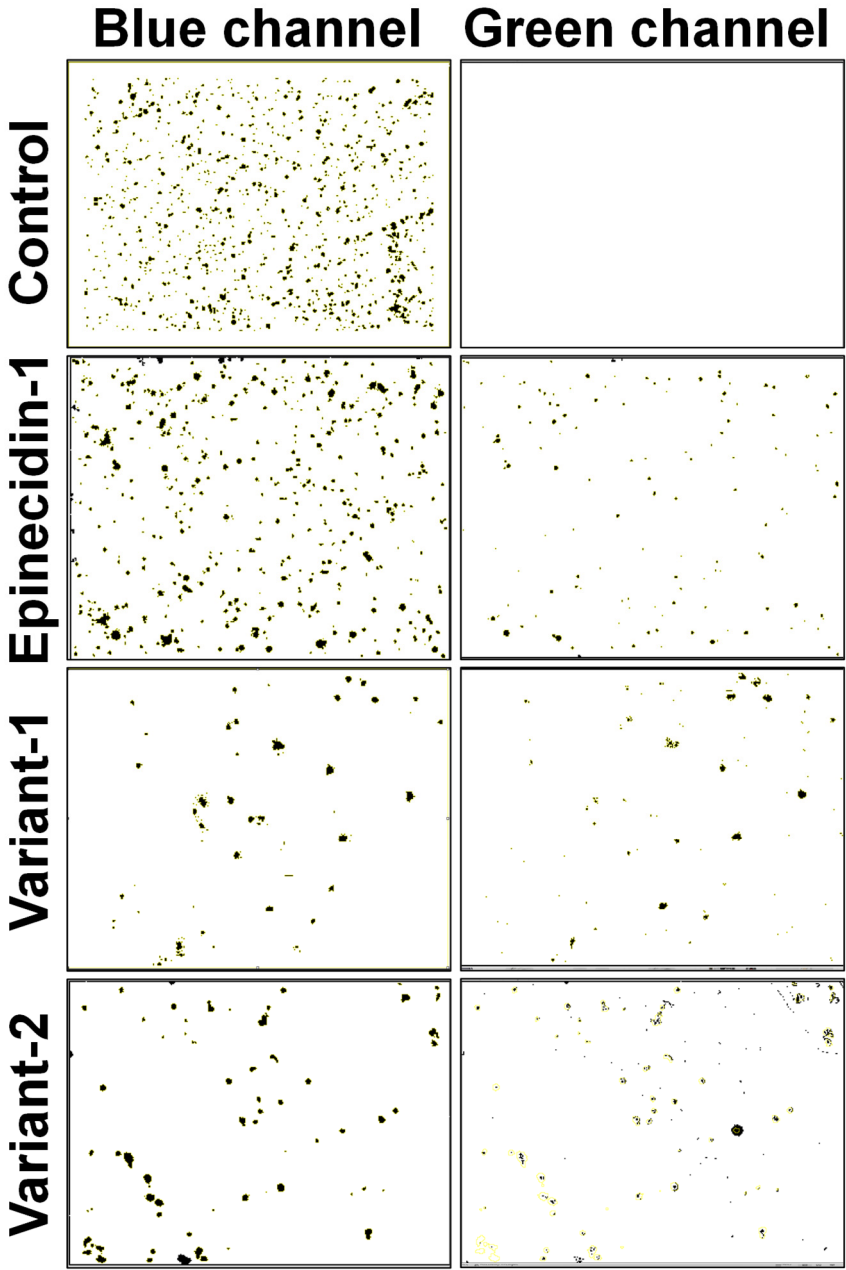 Blue channel Green channel
Control
Epinecidin-1
Variant-1
Variant-2